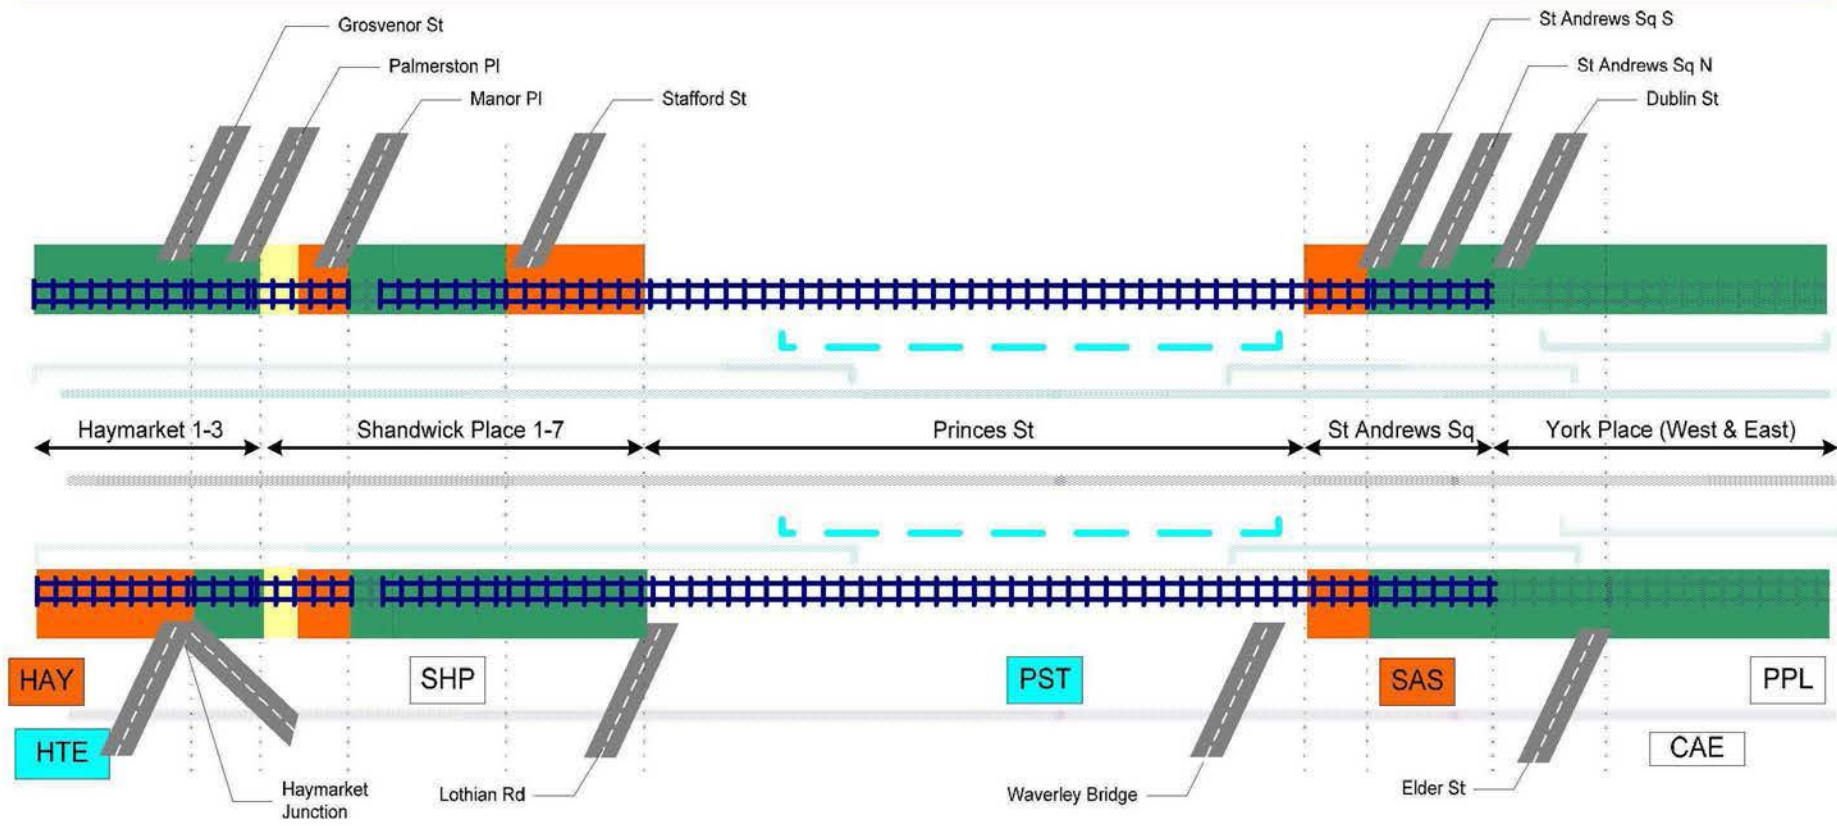 Grosvenor St
Palmerston Pl
Manor Pl
Stafford St
St Andrews Sq S
St Andrews Sq N
Dublin St
Haymarket 1-3
Shandwick Place 1-7
Princes St
St Andrews Sq
York Place (West & East)
HAY
SHP
PST
SAS
PPL
HTE
CAE
Haymarket
Junction
Lothian Rd
Waverley Bridge
Elder St